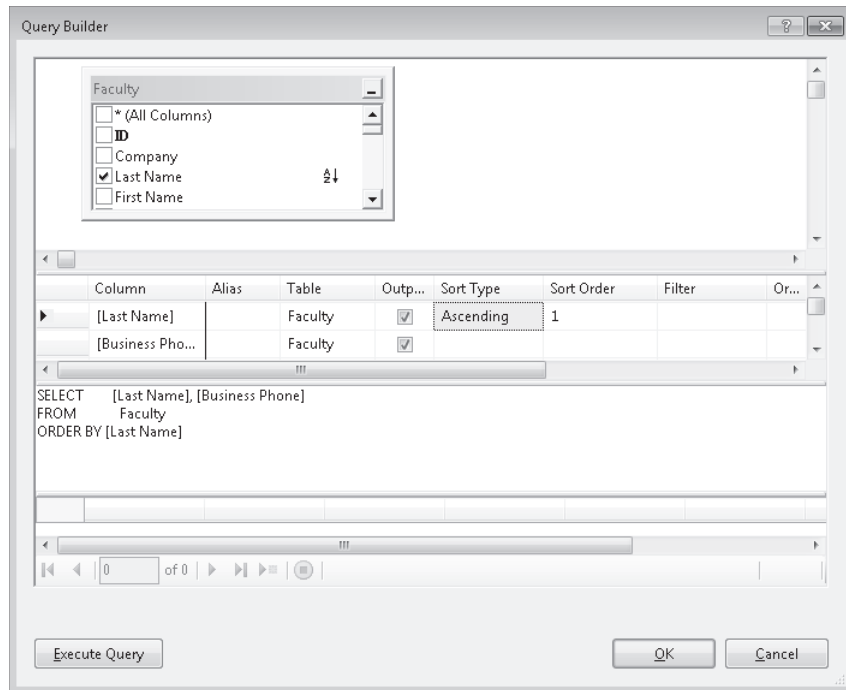 Query Builder
Faculty
* (All Columns)
ID
Company
Last Name
First Name
Column Alias Table Outp... Sort Type Sort Order Filter Or...
[Last Name] Faculty Ascending 1
[Business Pho... Faculty
SELECT [Last Name], [Business Phone]
FROM Faculty
ORDER BY [Last Name]
0 of 0
Execute Query OK Cancel